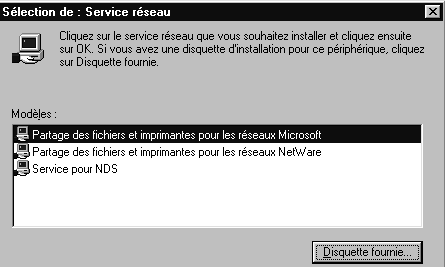 Sélection de : Service réseau
Cliquez sur le service réseau que vous souhaitez installer et cliquez ensuite
sur OK. Si vous avez une disquette d'installation pour ce périphérique, cliquez
sur Disquette fournie.
Modèles :
Partage des fichiers et imprimantes pour les réseaux Microsoft
Partage des fichiers et imprimantes pour les réseaux NetWare
Service pour NDS
Disquette fournie...